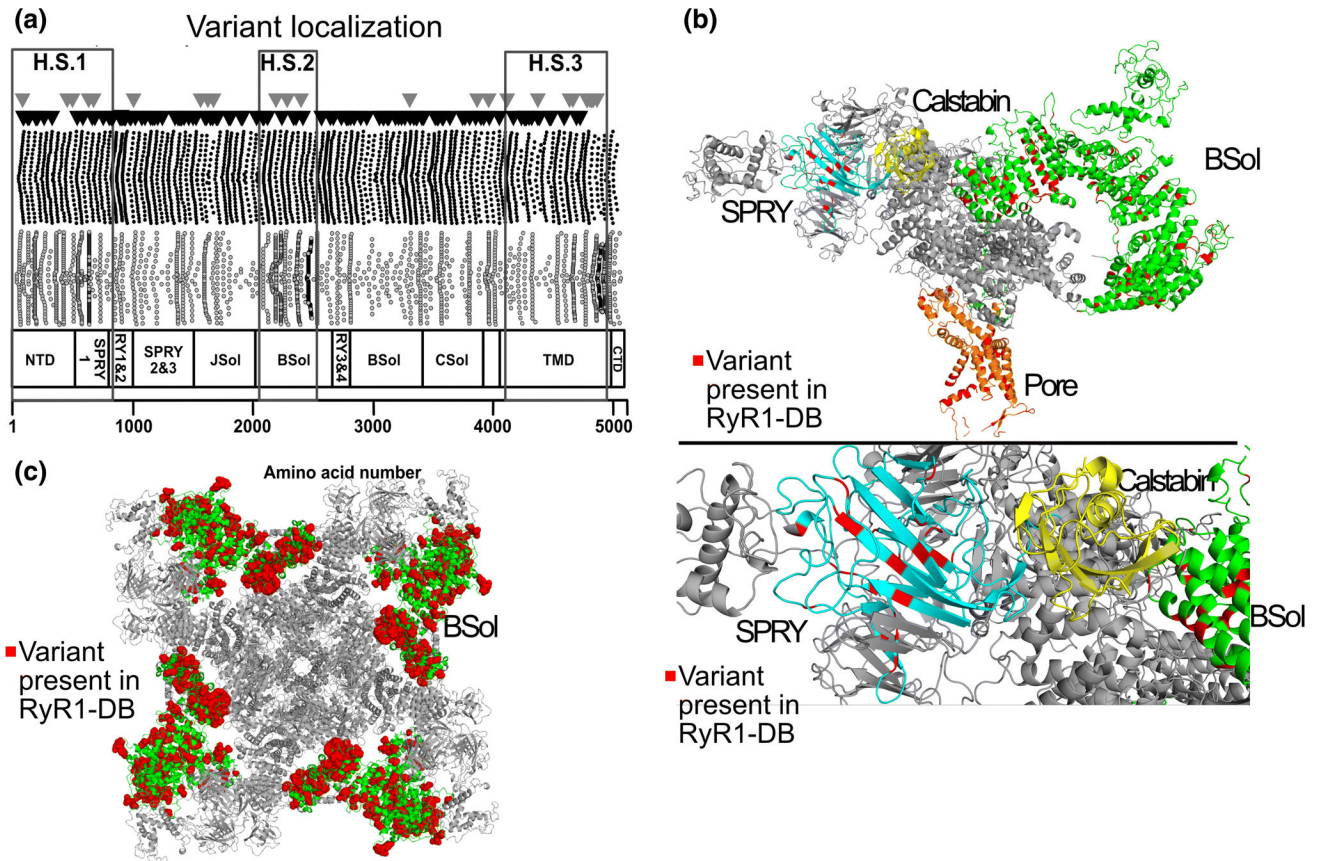 (a)
Variant localization
H.S.1
H.S.2
H.S.3
NTD
SPRY 1
RY1&2
SPRY
2&3
JSol
BSol
RY3&4
BSol
CSol
TMD
CTD
1
1000
2000
3000
4000
5000
Amino acid number
(b)
Calstabin
BSol
SPRY
Pore
Variant
present in
RyR1-DB
Calstabin
SPRY
BSol
Variant
present in
RyR1-DB
(c)
BSol
Variant
present in
RyR1-DB